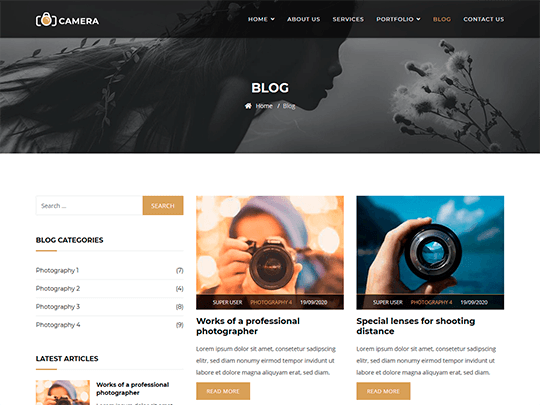 CAMERA
HOME
ABOUT US
SERVICES
PORTFOLIO
BLOG
CONTACT US
BLOG
Home / Blog
Search ...
SEARCH
BLOG CATEGORIES
Photography 1 (7)
Photography 2 (4)
Photography 3 (8)
Photography 4 (9)
LATEST ARTICLES
Works of a professional
photographer
SUPER USER PHOTOGRAPHY 4 19/09/2020
Works of a professional
photographer
Lorem ipsum dolor sit amet, consetetur sadipscing
elitr, sed diam nonumy eirmod tempor invidunt ut
labore et dolore magna aliquyam erat, sed diam.
READ MORE
SUPER USER PHOTOGRAPHY 4 19/09/2020
Special lenses for shooting
distance
Lorem ipsum dolor sit amet, consetetur sadipscing
elitr, sed diam nonumy eirmod tempor invidunt ut
labore et dolore magna aliquyam erat, sed diam.
READ MORE